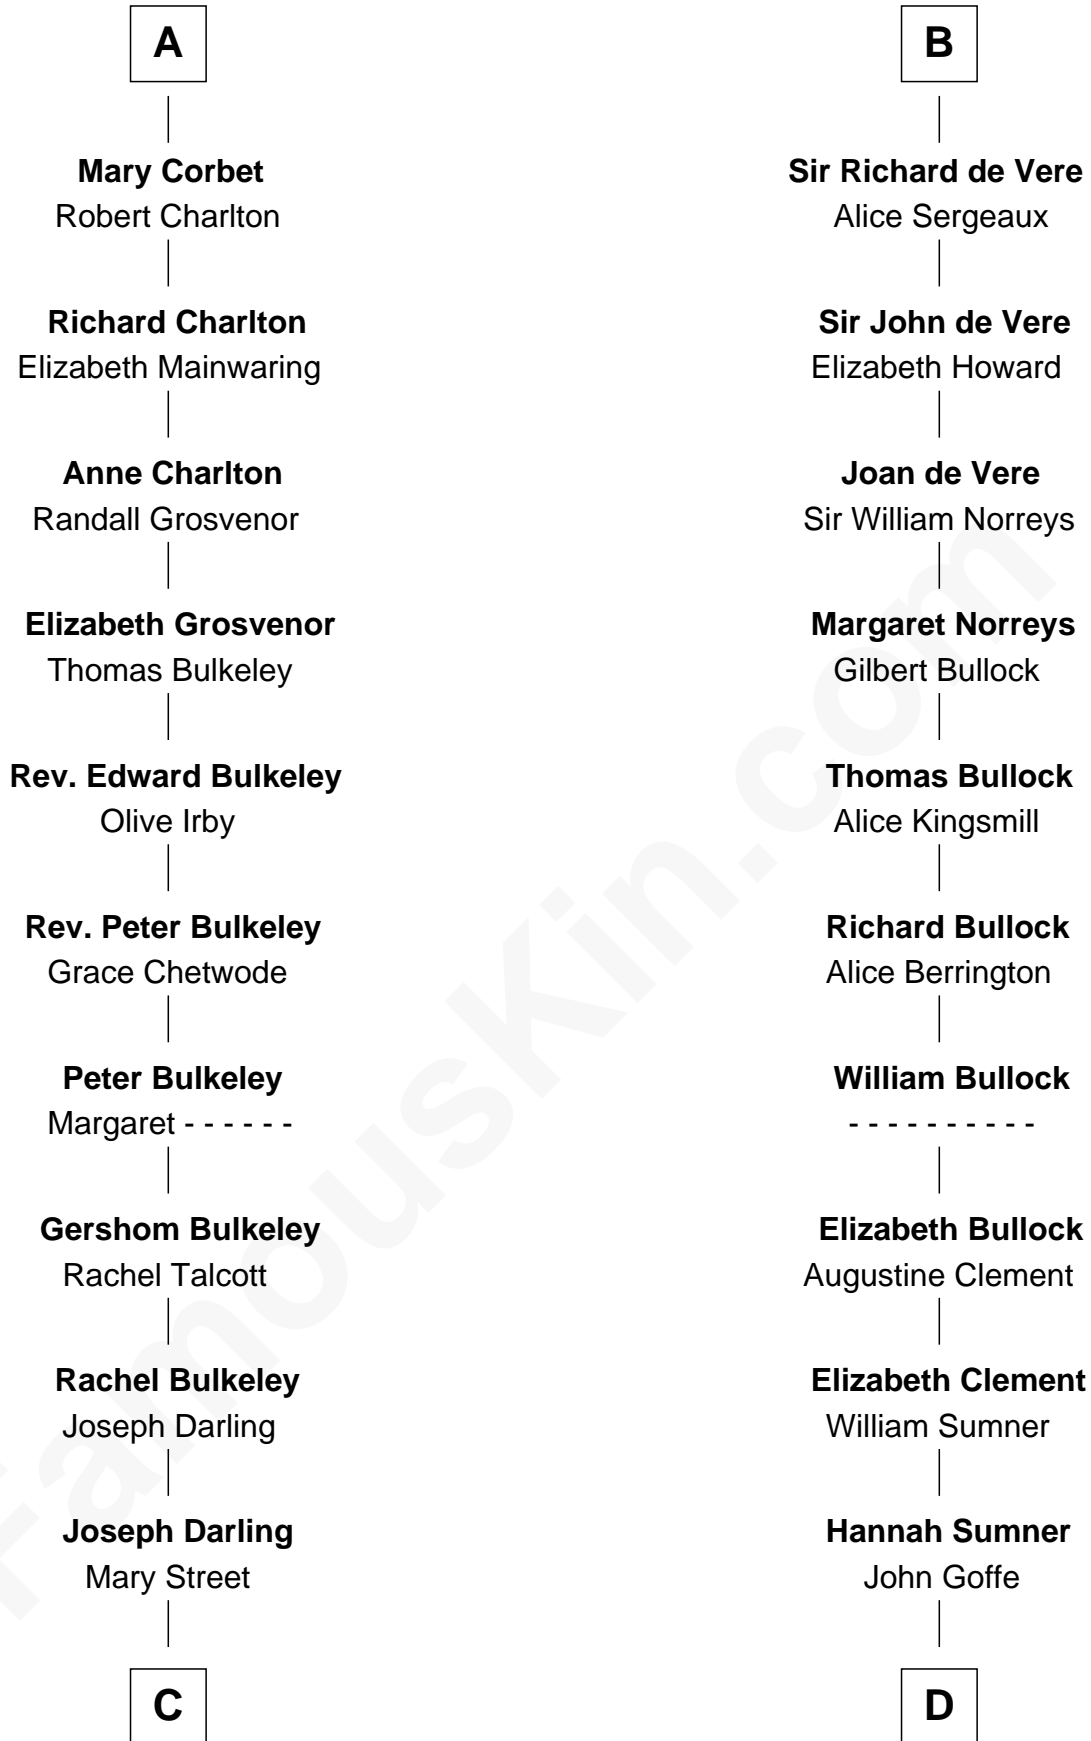 A
Mary Corbet
Robert Charlton
Richard Charlton
Elizabeth Mainwaring
Anne Charlton
Randall Grosvenor
Elizabeth Grosvenor
Thomas Bulkeley
Rev. Edward Bulkeley
Olive Irby
Rev. Peter Bulkeley
Grace Chetwode
Peter Bulkeley
Margaret - - - - - -
Gershom Bulkeley
Rachel Talcott
Rachel Bulkeley
Joseph Darling
Joseph Darling
Mary Street
C
B
Sir Richard de Vere
Alice Sergeaux
Sir John de Vere
Elizabeth Howard
Joan de Vere
Sir William Norreys
Margaret Norreys
Gilbert Bullock
Thomas Bullock
Alice Kingsmill
Richard Bullock
Alice Berrington
William Bullock
- - - - - - - - - -
Elizabeth Bullock
Augustine Clement
Elizabeth Clement
William Sumner
Hannah Sumner
John Goffe
D
FamousKin.com